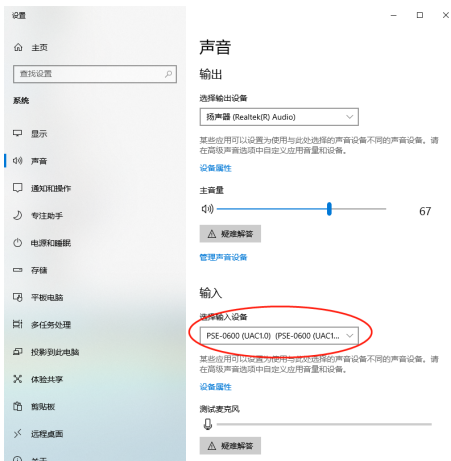 设置
主页
查找设置
系统
显示
声音
通知和操作
专注助手
电源和睡眠
存储
平板电脑
多任务处理
投影到此电脑
体验共享
剪贴板
远程桌面
关于
声音
输出
选择输出设备
扬声器 (Realtek(R) Audio)
某些应用可以设置为使用与此处选择的声音设备不同的声音设备。请
在高级声音选项中自定义应用音量和设备。
设备属性
主音量
67
疑难解答
管理声音设备
输入
选择输入设备
PSE-0600 (UAC1.0) (PSE-0600 (UAC1...
某些应用可以设置为使用与此处选择的声音设备不同的声音设备。请
在高级声音选项中自定义应用音量和设备。
设备属性
测试麦克风
疑难解答